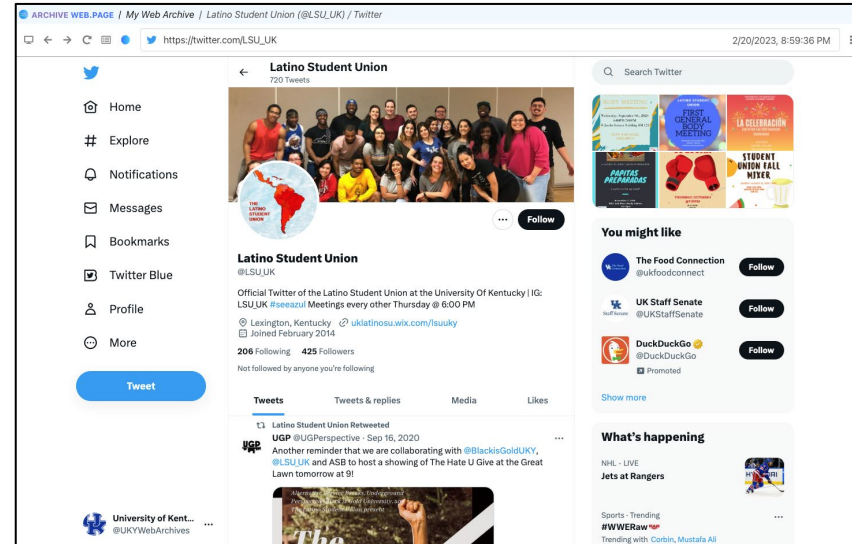 ARCHIVE WEB.PAGE / My Web Archive / Latino Student Union (@LSU_UK) / Twitter
https://twitter.com/LSU_UK
2/20/2023, 8:59:36 PM
Home
Explore
Notifications
Messages
Bookmarks
Twitter Blue
Profile
More
Tweet
University of Kent...
@UKYWebArchives
Latino Student Union
720 Tweets
THE
LATINO
STUDENT
UNION
Follow
Latino Student Union
@LSU_UK
Official Twitter of the Latino Student Union at the University Of Kentucky | IG:
LSU_UK #seeazul Meetings every other Thursday @ 6:00 PM
Lexington, Kentucky uklatinosu.wix.com/lsuuky
Joined February 2014
206 Following 425 Followers
Not followed by anyone you're following
Tweets Tweets & replies Media Likes
Latino Student Union Retweeted
UGP
UGP @UGPerspective · Sep 16, 2020
Another reminder that we are collaborating with @BlackisGoldUKY,
@LSU_UK and ASB to host a showing of The Hate U Give at the Great
Lawn tomorrow at 9!
The
Search Twitter
LATINO STUDENT
UNION
FIRST
GENERAL
BODY
MEETING
LA CELEBRACIÓN
PAPITAS
PREPARADAS
STUDENT
UNION FALL
MIXER
You might like
The Food Connection
@ukfoodconnect
Follow
UK Staff Senate
@UKStaffSenate
Follow
DuckDuckGo
@DuckDuckGo
Promoted
Follow
Show more
What's happening
NHL · LIVE
Jets at Rangers
Sports · Trending
#WWERaw
Trending with Corbin, Mustafa Ali